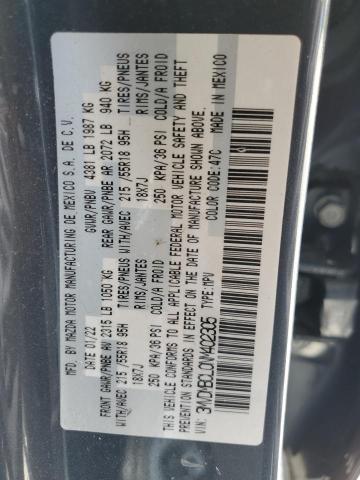 MFD BY MAZDA MOTOR MANUFACTURING DE MEXICO S.A. DE C.V.
DATE: 01/22 GVWR/PNBV 4381 LB 1987 KG
FRONT GAWR/PNBE AV 2315 LB 1050 KG REAR GAWR/PNBE AR 2072 LB 940 KG
WITH/AVEC 215 /55R18 95H TIRES/PNEUS WITH/AVEC 215 /55R18 95H TIRES/PNEUS
18X7J RIMS/JANTES 18X7J RIMS/JANTES
250 KPA/36 PSI COLD/A FROID 250 KPA/36 PSI COLD/A FROID
THIS VEHICLE CONFORMS TO ALL APPLICABLE FEDERAL MOTOR VEHICLE SAFETY AND THEFT
PREVENTION STANDARDS IN EFFECT ON THE DATE OF MANUFACTURE SHOWN ABOVE.
TYPE: MPV COLOR CODE: 47C MADE IN MEXICO